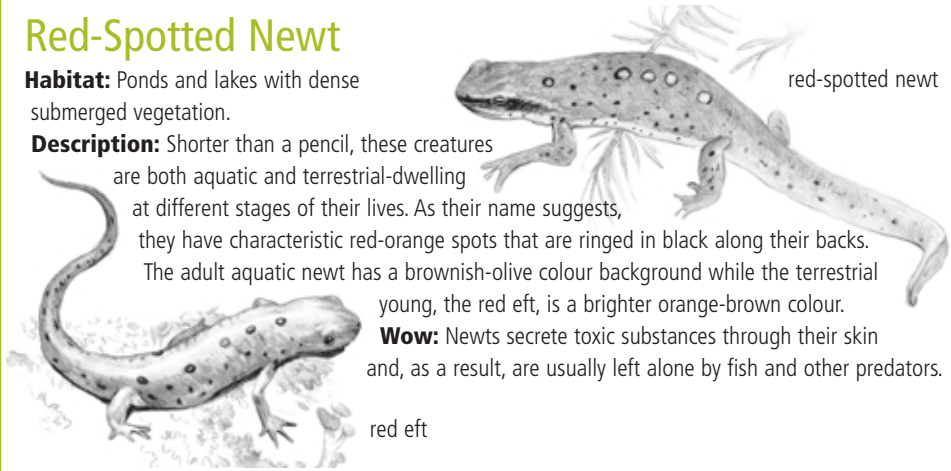 Red-Spotted Newt
Habitat: Ponds and lakes with dense
submerged vegetation.
red-spotted newt
Description: Shorter than a pencil, these creatures
are both aquatic and terrestrial-dwelling
at different stages of their lives. As their name suggests,
they have characteristic red-orange spots that are ringed in black along their backs.
The adult aquatic newt has a brownish-olive colour background while the terrestrial
young, the red eft, is a brighter orange-brown colour.
Wow: Newts secrete toxic substances through their skin
and, as a result, are usually left alone by fish and other predators.
red eft